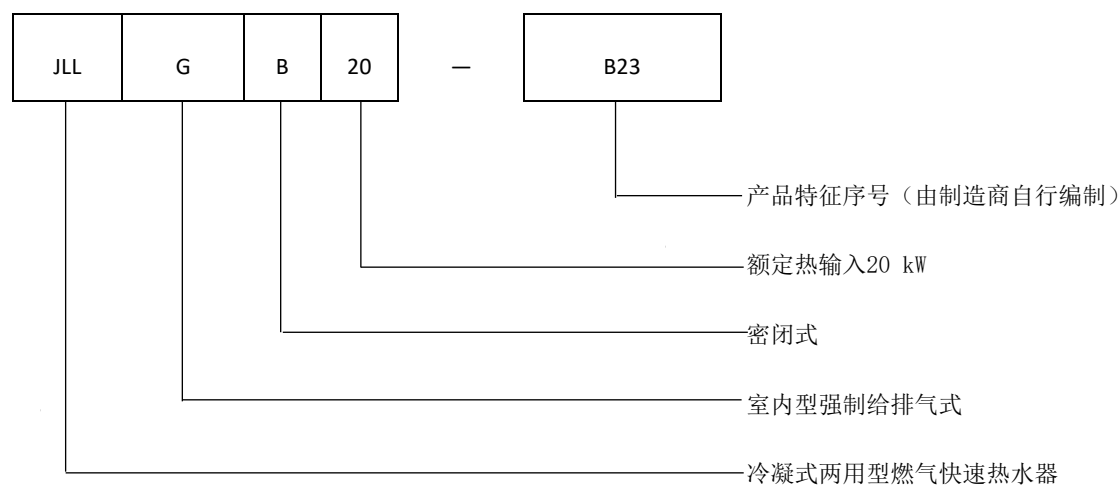 JLL G B 20 — B23
产品特征序号（由制造商自行编制）
额定热输入20 kW
密闭式
室内型强制给排气式
冷凝式两用型燃气快速热水器